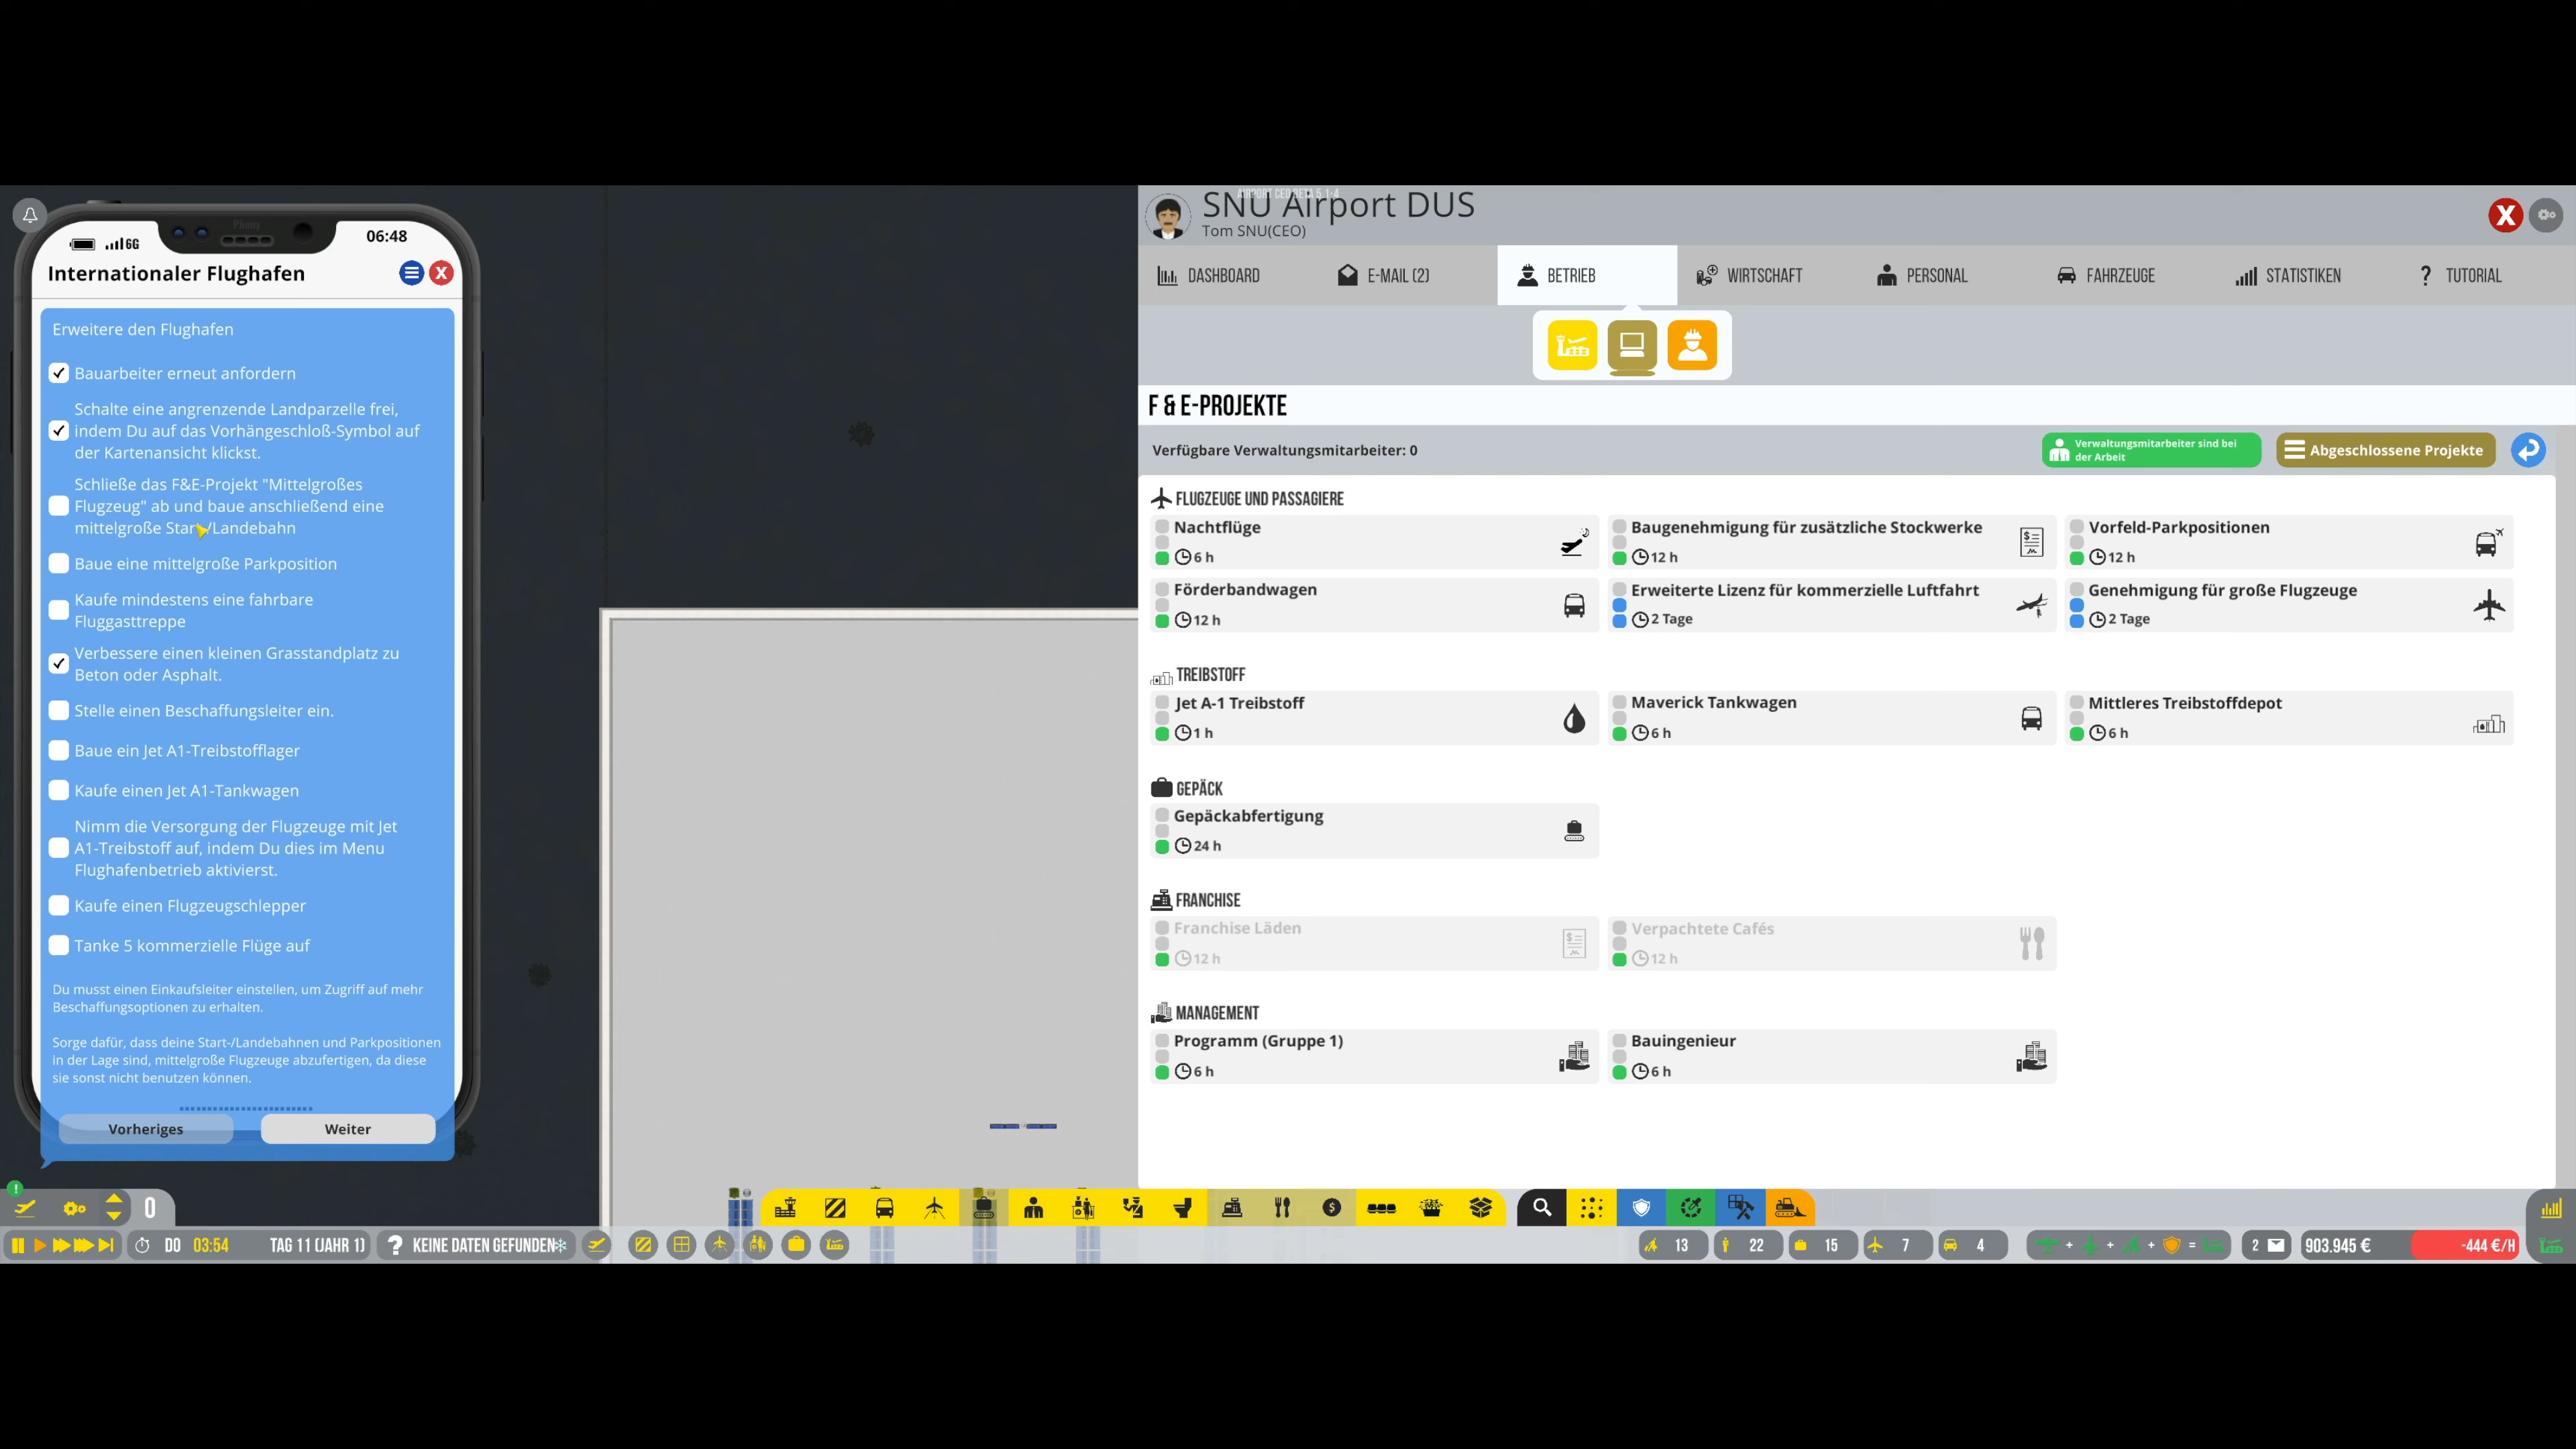 Phony
6G
06:48
Internationaler Flughafen
Erweitere den Flughafen
Bauarbeiter erneut anfordern
Schalte eine angrenzende Landparzelle frei,
indem Du auf das Vorhängeschloß-Symbol auf
der Kartenansicht klickst.
Schließe das F&E-Projekt "Mittelgroßes
Flugzeug" ab und baue anschließend eine
mittelgroße Start-/Landebahn
Baue eine mittelgroße Parkposition
Kaufe mindestens eine fahrbare
Fluggasttreppe
Verbessere einen kleinen Grasstandplatz zu
Beton oder Asphalt.
Stelle einen Beschaffungsleiter ein.
Baue ein Jet A1-Treibstofflager
Kaufe einen Jet A1-Tankwagen
Nimm die Versorgung der Flugzeuge mit Jet
A1-Treibstoff auf, indem Du dies im Menu
Flughafenbetrieb aktivierst.
Kaufe einen Flugzeugschlepper
Tanke 5 kommerzielle Flüge auf
Du musst einen Einkaufsleiter einstellen, um Zugriff auf mehr
Beschaffungsoptionen zu erhalten.
Sorge dafür, dass deine Start-/Landebahnen und Parkpositionen
in der Lage sind, mittelgroße Flugzeuge abzufertigen, da diese
sie sonst nicht benutzen können.
Vorheriges
Weiter
AIRPORT CEO BETA 5.1-4
SNU Airport DUS
Tom SNU(CEO)
X
DASHBOARD
E-MAIL (2)
BETRIEB
WIRTSCHAFT
PERSONAL
FAHRZEUGE
STATISTIKEN
? TUTORIAL
F & E-PROJEKTE
Verfügbare Verwaltungsmitarbeiter: 0
Verwaltungsmitarbeiter sind bei
der Arbeit
Abgeschlossene Projekte
FLUGZEUGE UND PASSAGIERE
Nachtflüge
6 h
Baugenehmigung für zusätzliche Stockwerke
12 h
Vorfeld-Parkpositionen
12 h
Förderbandwagen
12 h
Erweiterte Lizenz für kommerzielle Luftfahrt
2 Tage
Genehmigung für große Flugzeuge
2 Tage
TREIBSTOFF
Jet A-1 Treibstoff
1 h
Maverick Tankwagen
6 h
Mittleres Treibstoffdepot
6 h
GEPÄCK
Gepäckabfertigung
24 h
FRANCHISE
Franchise Läden
12 h
Verpachtete Cafés
12 h
MANAGEMENT
Programm (Gruppe 1)
6 h
Bauingenieur
6 h
0
DO 03:54 TAG 11 (JAHR 1)
? KEINE DATEN GEFUNDEN
13
22
15
7
4
+ + + =
2
903.945 €
-444 €/H